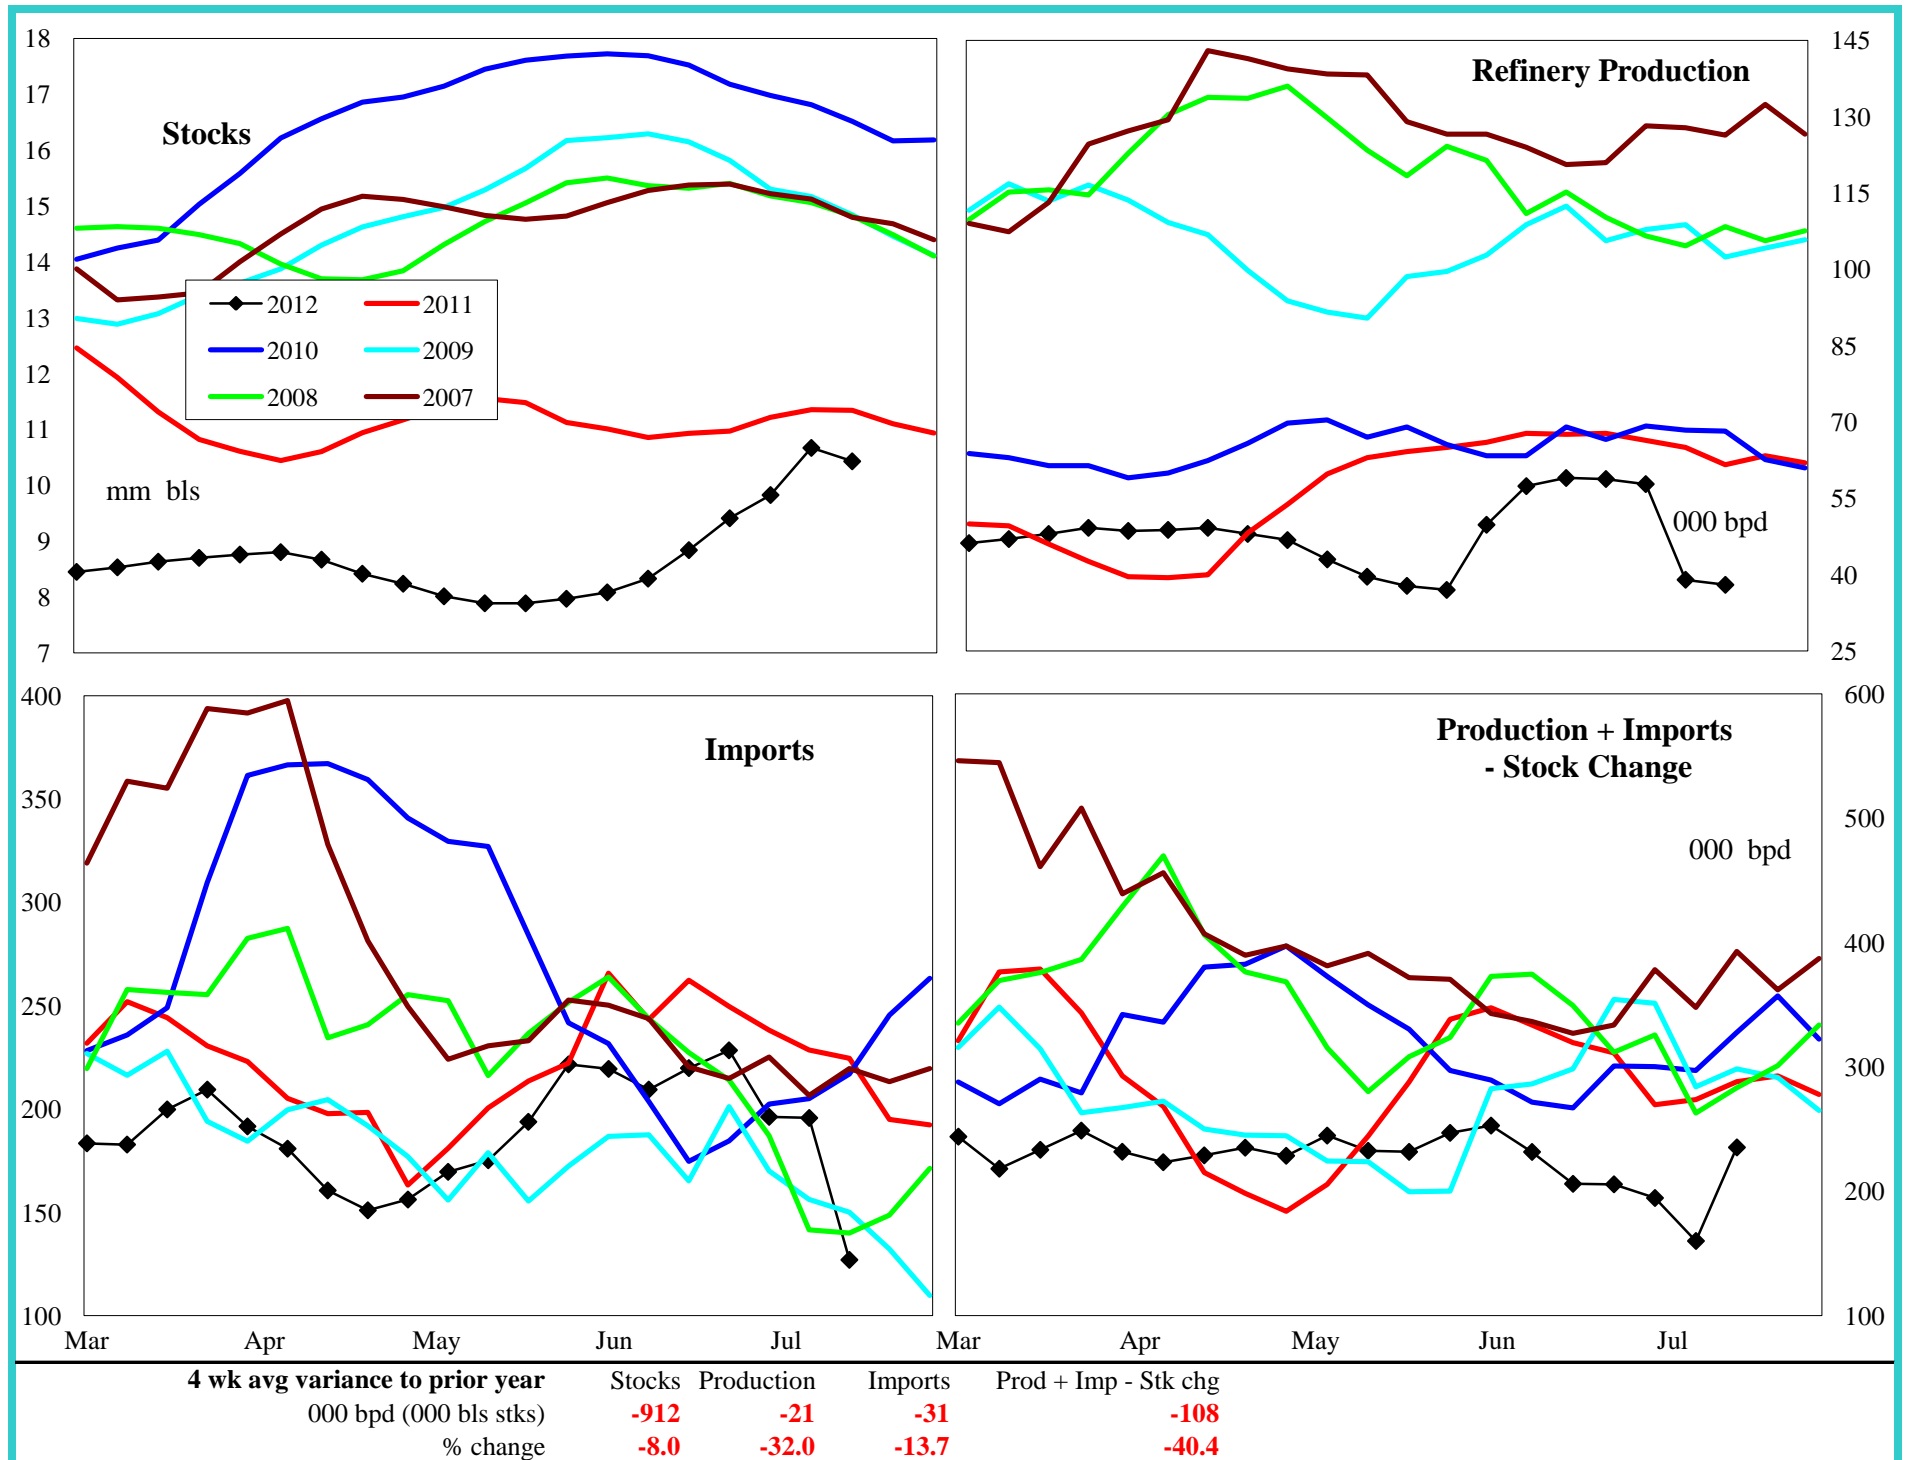 Stocks
mm bls
18
17
16
15
14
13
12
11
10
9
8
7
2012 2011
2010 2009
2008 2007
Refinery Production
000 bpd
145
130
115
100
85
70
55
40
25
Imports
400
350
300
250
200
150
100
Mar Apr May Jun Jul
Production + Imports
- Stock Change
000 bpd
600
500
400
300
200
100
Mar Apr May Jun Jul
4 wk avg variance to prior year Stocks Production Imports Prod + Imp - Stk chg
000 bpd (000 bls stks) -912 -21 -31 -108
% change -8.0 -32.0 -13.7 -40.4